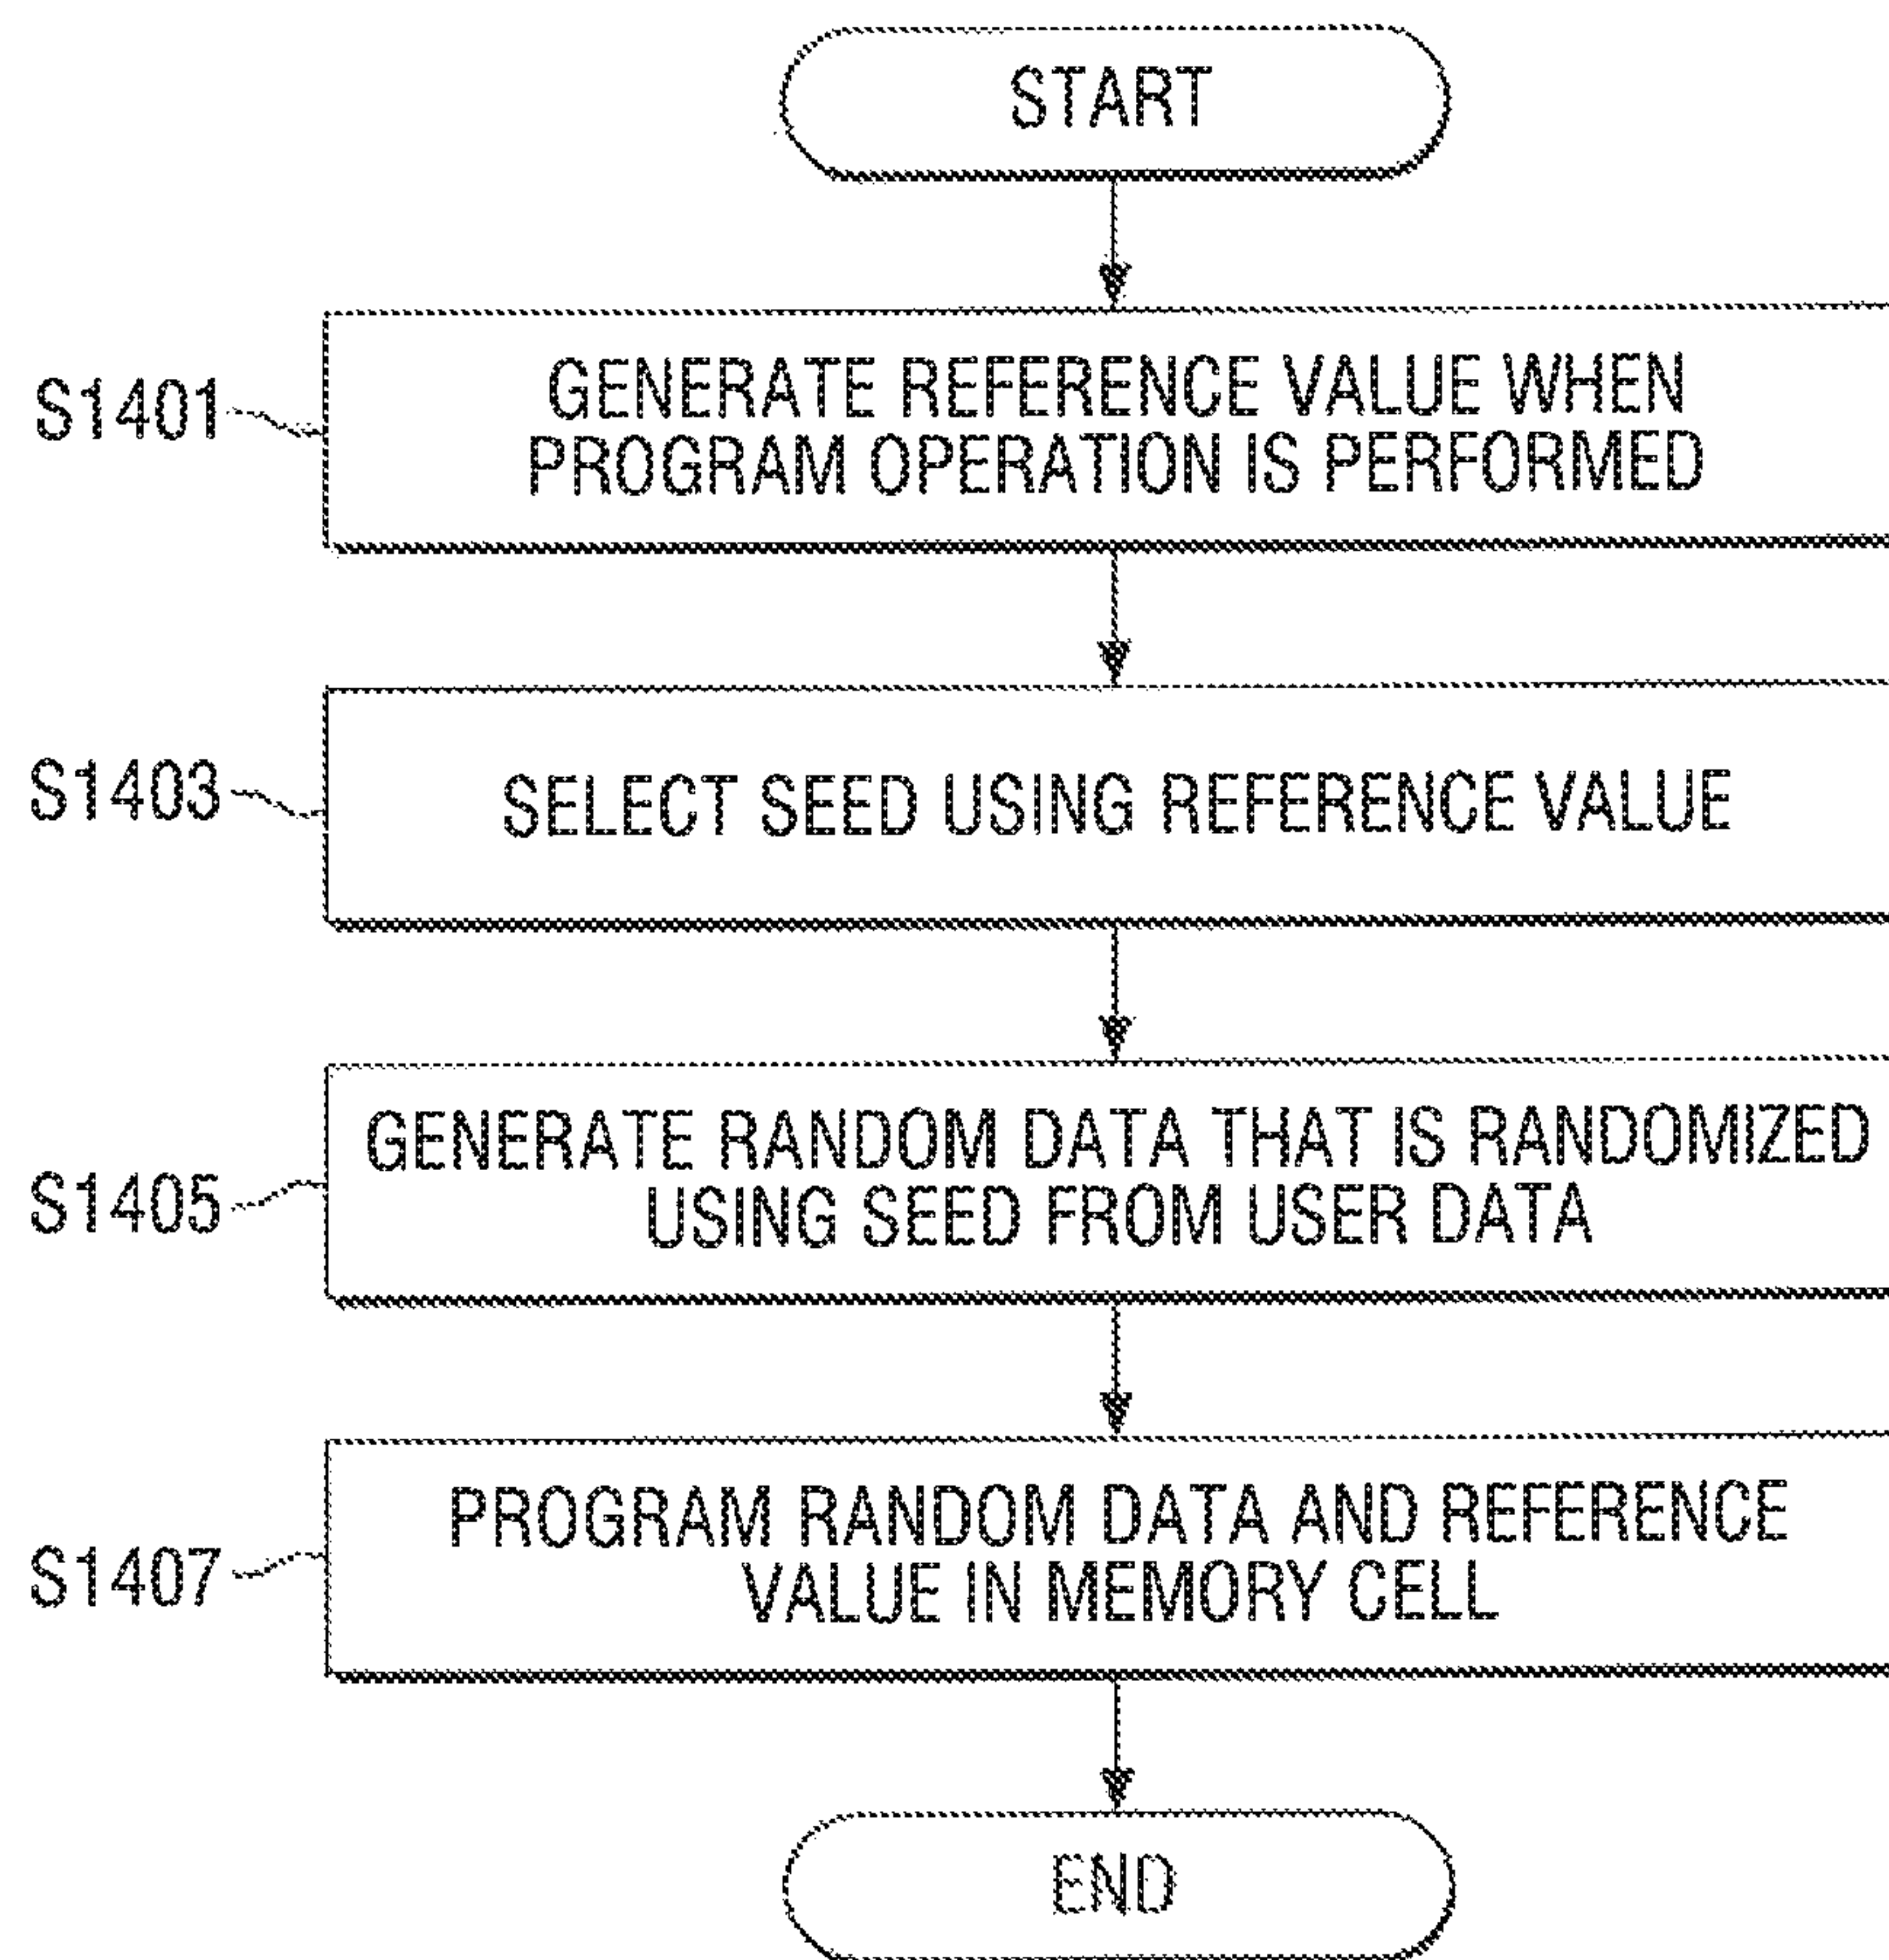 START
S1401
GENERATE REFERENCE VALUE WHEN
PROGRAM OPERATION IS PERFORMED
S1403
SELECT SEED USING REFERENCE VALUE
S1405
GENERATE RANDOM DATA THAT IS RANDOMIZED
USING SEED FROM USER DATA
S1407
PROGRAM RANDOM DATA AND REFERENCE
VALUE IN MEMORY CELL
END